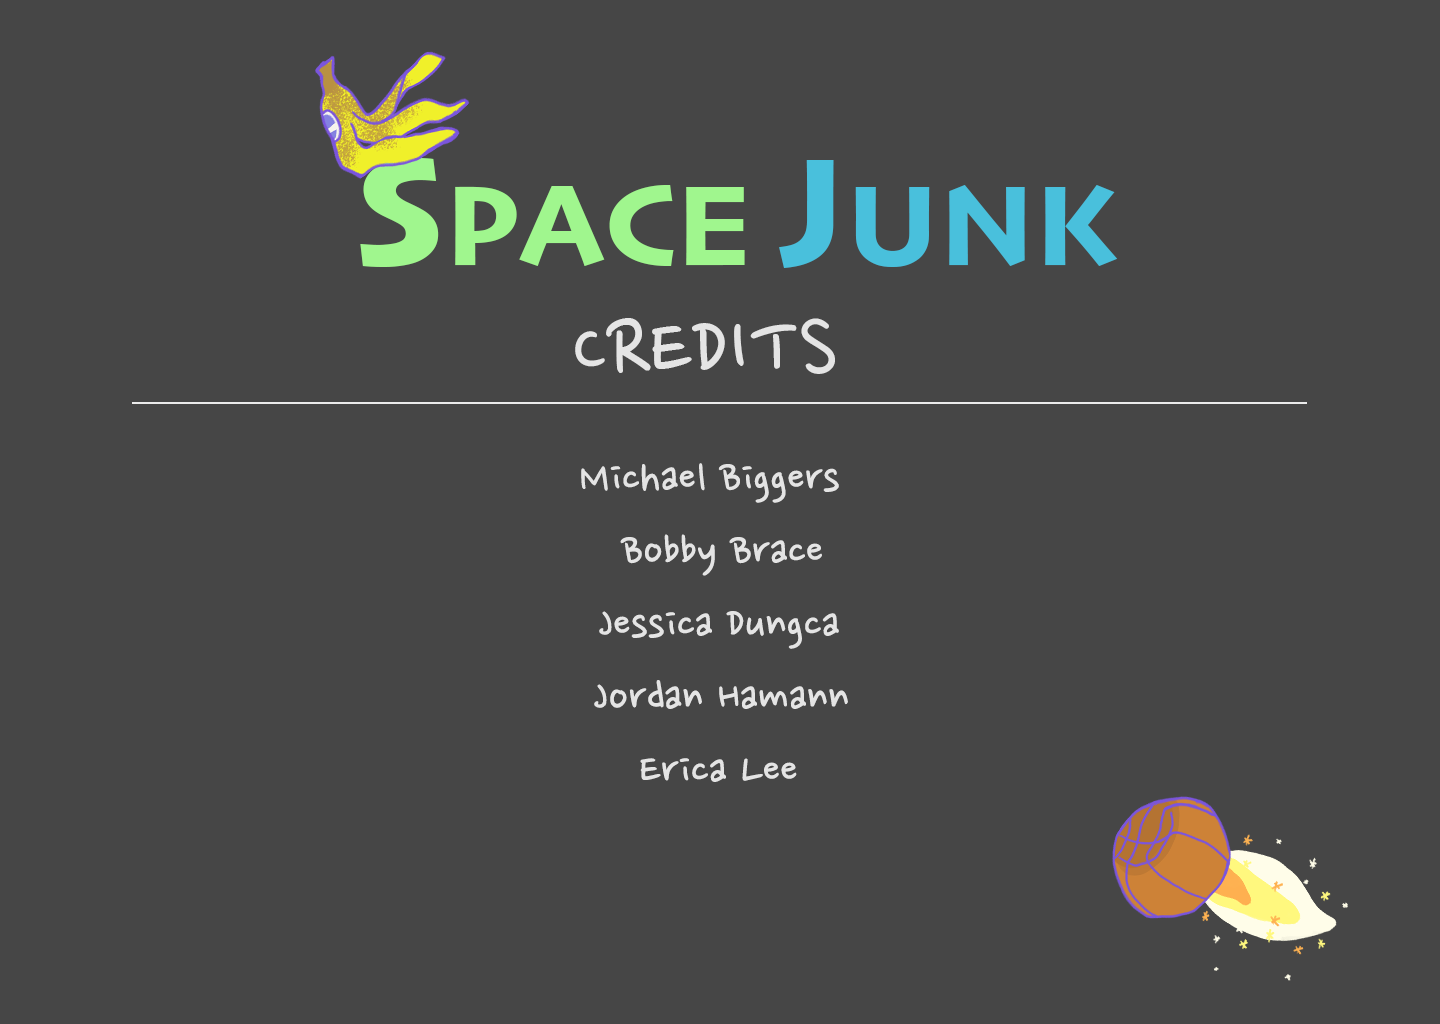 SPACE JUNK
CREDITS
Michael Biggers
Bobby Brace
Jessica Dungca
Jordan Hamann
Erica Lee